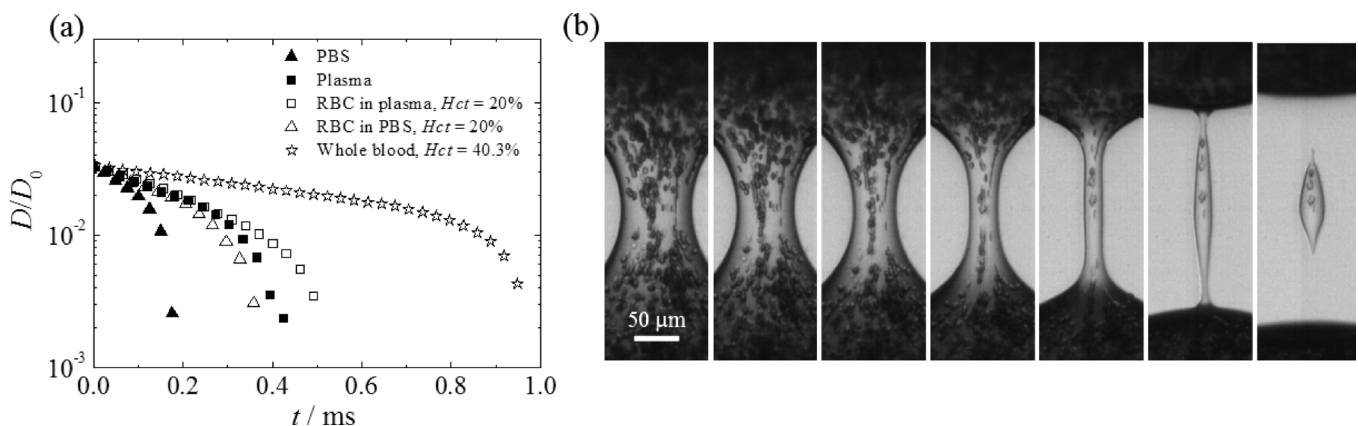 (a)
PBS
Plasma
RBC in plasma, Hct = 20%
RBC in PBS, Hct = 20%
Whole blood, Hct = 40.3%
10⁻¹
10⁻²
10⁻³
D/D₀
0.0 0.2 0.4 0.6 0.8 1.0
t / ms
(b)
50 µm